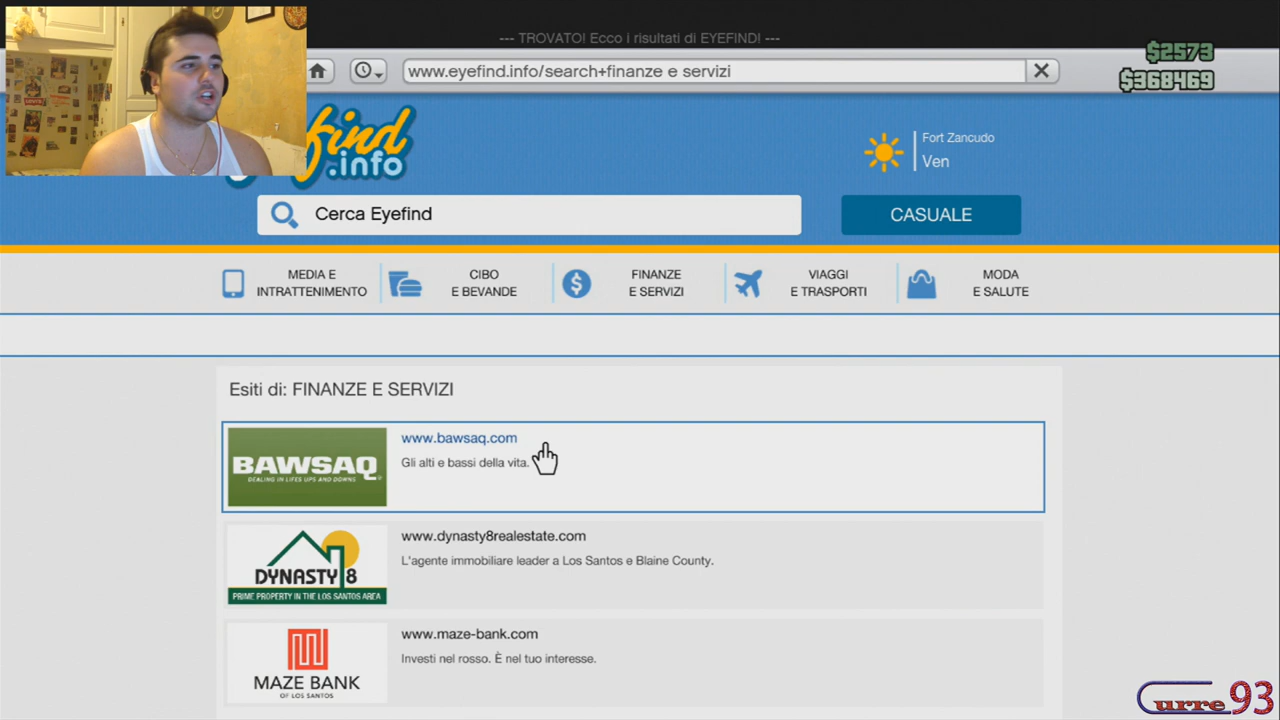 --- TROVATO! Ecco i risultati di EYEFIND! ---
$2573
www.eyefind.info/search+finanze e servizi
$368469
find
.info
Fort Zancudo
Ven
Cerca Eyefind
CASUALE
MEDIA E
INTRATTENIMENTO
CIBO
E BEVANDE
FINANZE
E SERVIZI
VIAGGI
E TRASPORTI
MODA
E SALUTE
Esiti di: FINANZE E SERVIZI
BAWSAQ
DEALING IN LIFES UPS AND DOWNS
www.bawsaq.com
Gli alti e bassi della vita.
DYNASTY 8
PRIME PROPERTY IN THE LOS SANTOS AREA
www.dynasty8realestate.com
L'agente immobiliare leader a Los Santos e Blaine County.
MAZE BANK
OF LOS SANTOS
www.maze-bank.com
Investi nel rosso. È nel tuo interesse.
Curre 93